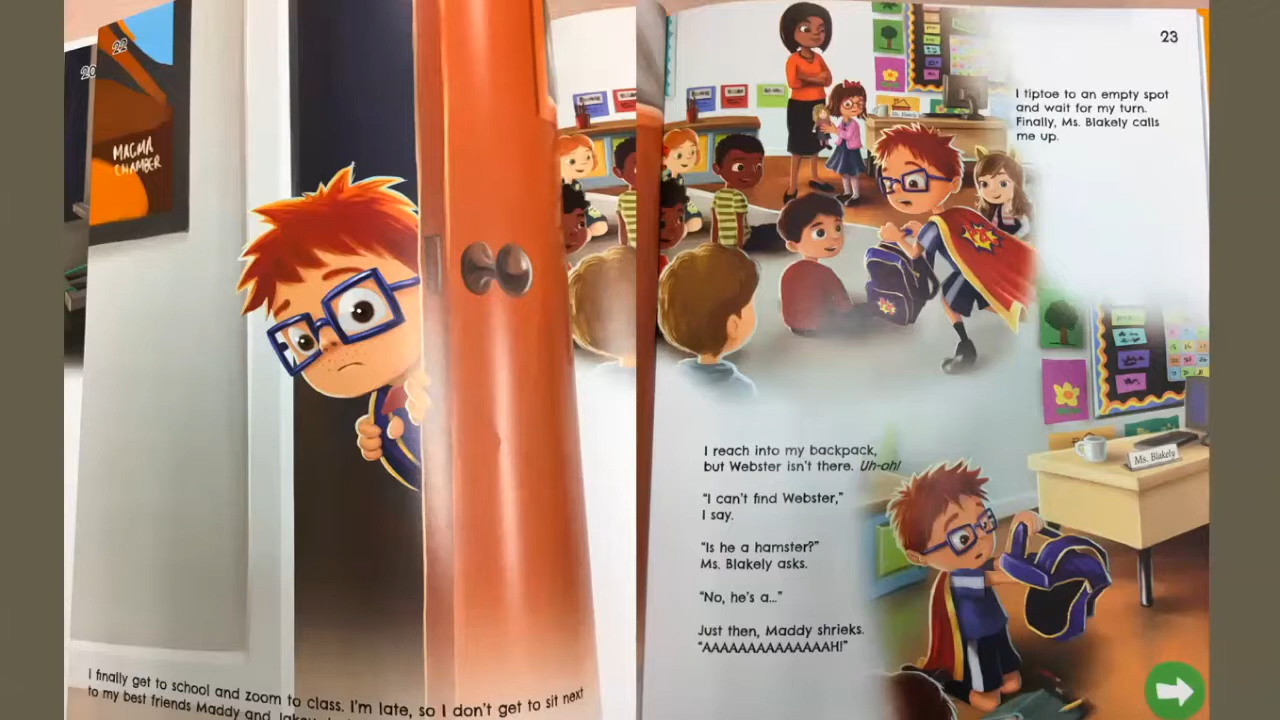 20
22
MAGMA
CHAMBER
I finally get to school and zoom to class. I'm late, so I don't get to sit next
to my best friends Maddy and
23
I tiptoe to an empty spot
and wait for my turn.
Finally, Ms. Blakely calls
me up.
I reach into my backpack,
but Webster isn't there. Uh-oh!
"I can't find Webster,"
I say.
"Is he a hamster?"
Ms. Blakely asks.
"No, he's a..."
Just then, Maddy shrieks.
"AAAAAAAAAAAAAAH!"
Ms. Blakely